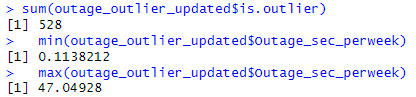 > sum(outage_outlier_updated$is.outlier)
[1] 528
>   min(outage_outlier_updated$Outage_sec_perweek)
[1] 0.1138212
>   max(outage_outlier_updated$Outage_sec_perweek)
[1] 47.04928